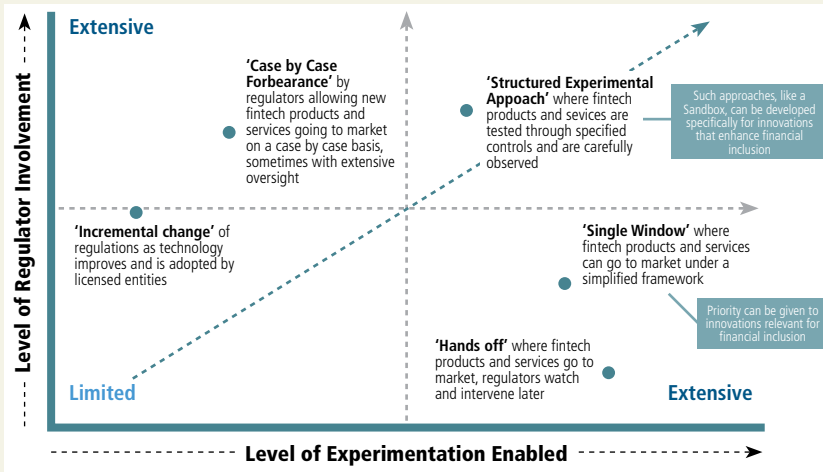 Extensive
'Case by Case
Forbearance' by
regulators allowing new
fintech products and
services going to market
on a case by case basis,
sometimes with extensive
oversight
'Structured Experimental
Appoach' where fintech
products and sevices are
tested through specified
controls and are carefully
observed
Such approaches, like a
Sandbox, can be developed
specifically for innovations
that enhance financial
inclusion
Level of Regulator Involvement
'Incremental change' of
regulations as technology
improves and is adopted by
licensed entities
'Single Window' where
fintech products and services
can go to market under a
simplified framework
Priority can be given to
innovations relevant for
financial inclusion
'Hands off' where fintech
products and services go to
market, regulators watch
and intervene later
Limited
Extensive
Level of Experimentation Enabled